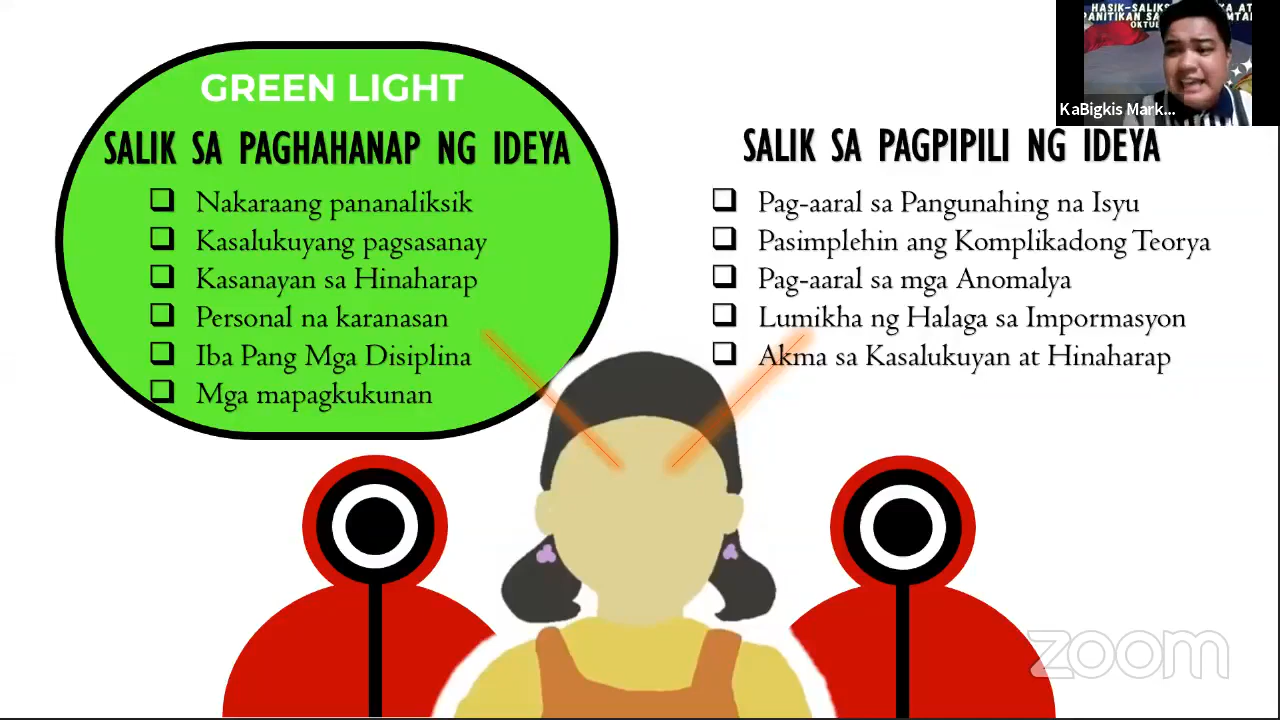 GREEN LIGHT
SALIK SA PAGHAHANAP NG IDEYA
Nakaraang pananaliksik
Kasalukuyang pagsasanay
Kasanayan sa Hinaharap
Personal na karanasan
Iba Pang Mga Disiplina
Mga mapagkukunan
SALIK SA PAGPIPILI NG IDEYA
Pag-aaral sa Pangunahing na Isyu
Pasimplehin ang Komplikadong Teorya
Pag-aaral sa mga Anomalya
Lumikha ng Halaga sa Impormasyon
Akma sa Kasalukuyan at Hinaharap
KaBigkis Mark...
zoom